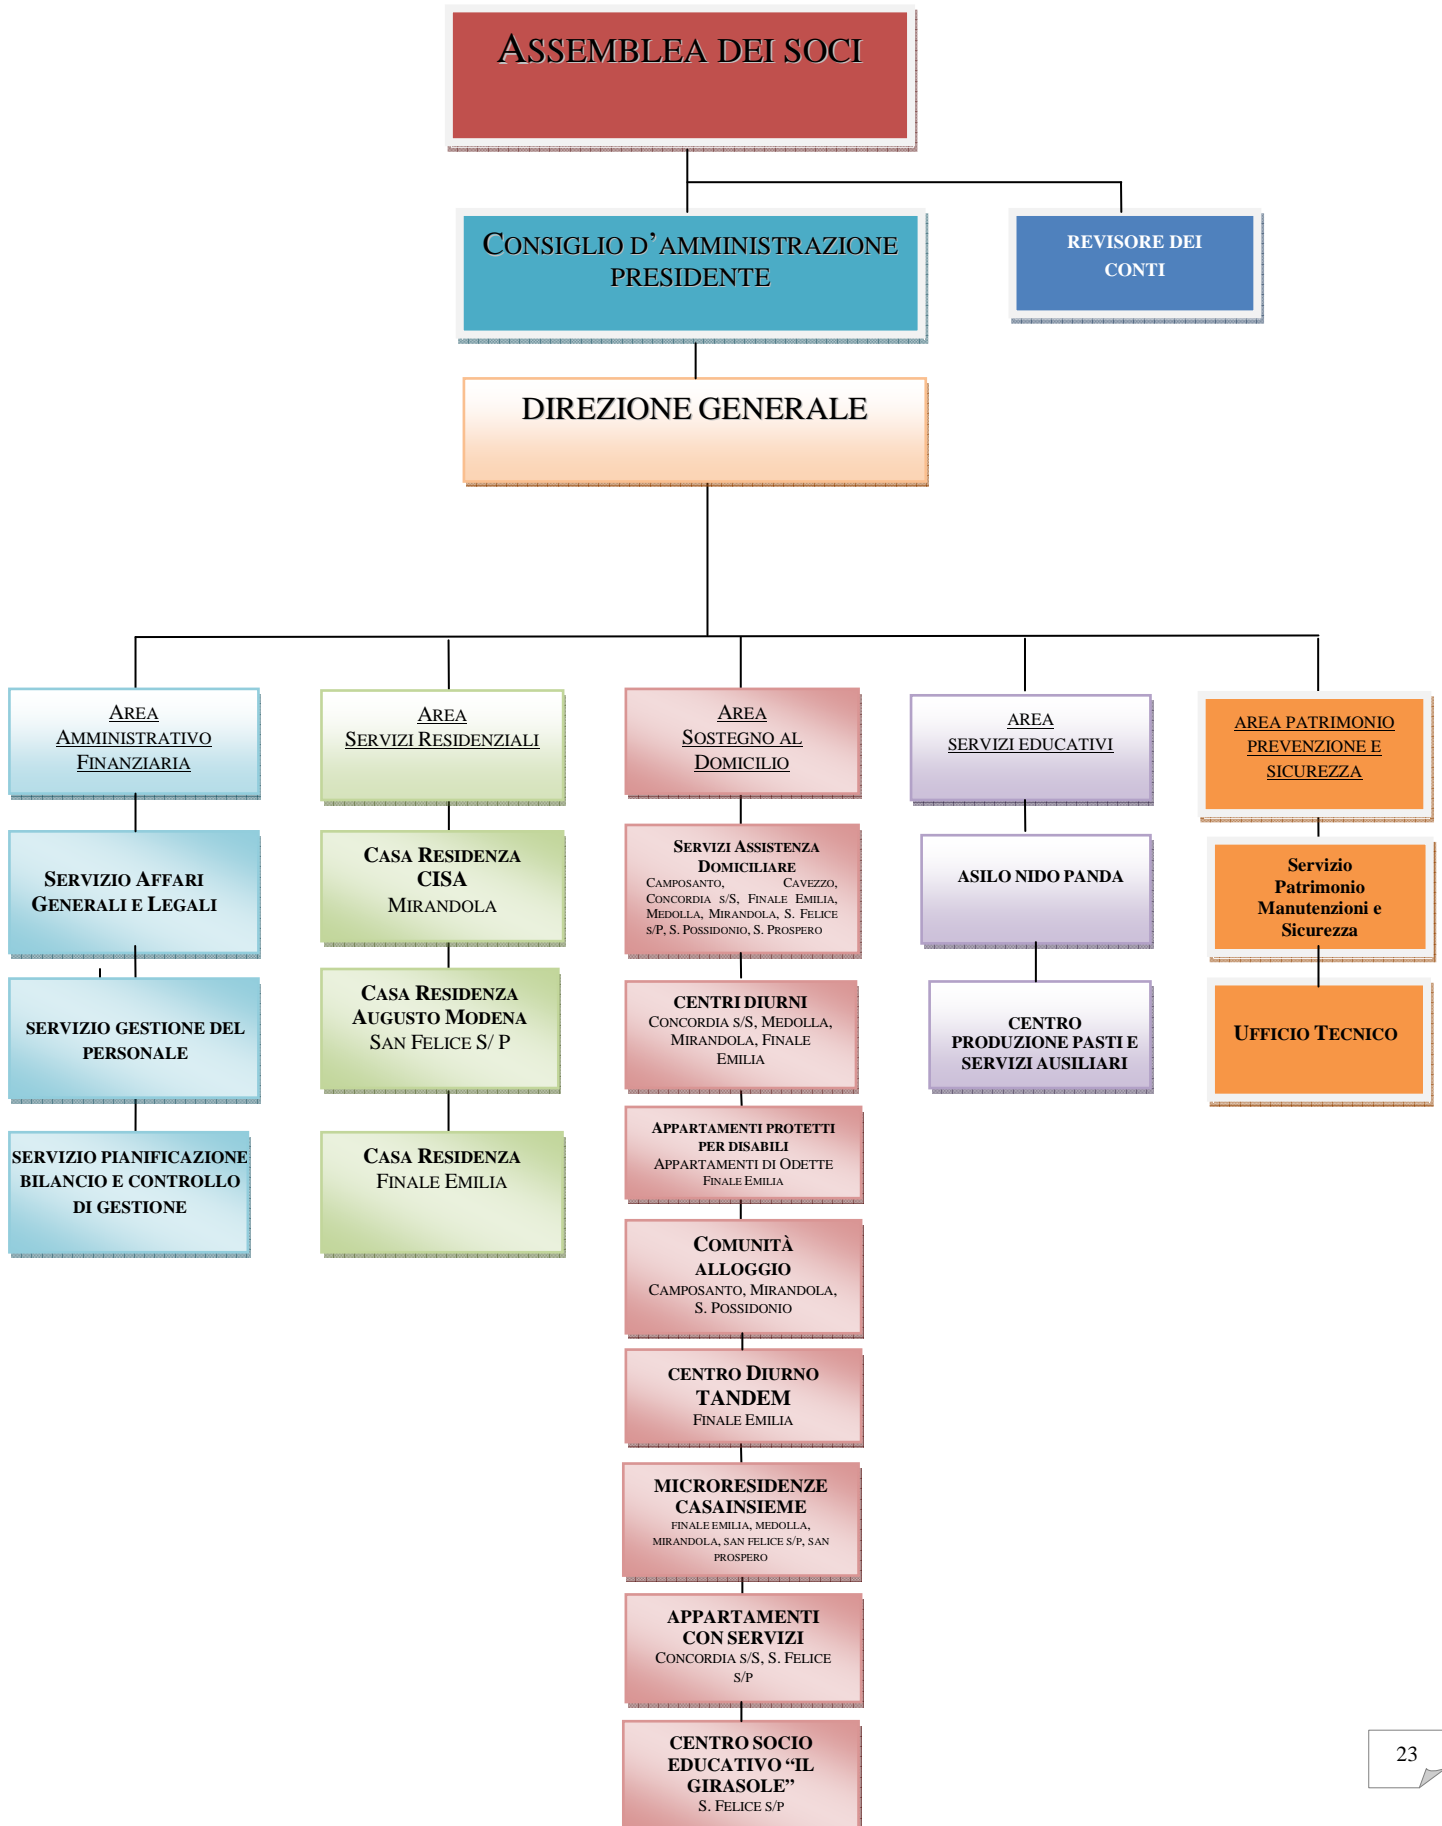 ASSEMBLEA DEI SOCI
CONSIGLIO D'AMMINISTRAZIONE
PRESIDENTE
REVISORE DEI
CONTI
DIREZIONE GENERALE
AREA
AMMINISTRATIVO
FINANZIARIA
SERVIZIO AFFARI
GENERALI E LEGALI
SERVIZIO GESTIONE DEL
PERSONALE
SERVIZIO PIANIFICAZIONE
BILANCIO E CONTROLLO
DI GESTIONE
AREA
SERVIZI RESIDENZIALI
CASA RESIDENZA
CISA
MIRANDOLA
CASA RESIDENZA
AUGUSTO MODENA
SAN FELICE S/ P
CASA RESIDENZA
FINALE EMILIA
AREA
SOSTEGNO AL
DOMICILIO
SERVIZI ASSISTENZA
DOMICILIARE
CAMPOSANTO, CAVEZZO,
CONCORDIA S/S, FINALE EMILIA,
MEDOLLA, MIRANDOLA, S. FELICE
S/P, S. POSSIDONIO, S. PROSPERO
CENTRI DIURNI
CONCORDIA S/S, MEDOLLA,
MIRANDOLA, FINALE
EMILIA
APPARTAMENTI PROTETTI
PER DISABILI
APPARTAMENTI DI ODETTE
FINALE EMILIA
COMUNITÀ
ALLOGGIO
CAMPOSANTO, MIRANDOLA,
S. POSSIDONIO
CENTRO DIURNO
TANDEM
FINALE EMILIA
MICRORESIDENZE
CASAINSIEME
FINALE EMILIA, MEDOLLA,
MIRANDOLA, SAN FELICE S/P, SAN
PROSPERO
APPARTAMENTI
CON SERVIZI
CONCORDIA S/S, S. FELICE
S/P
CENTRO SOCIO
EDUCATIVO “IL
GIRASOLE”
S. FELICE S/P
AREA
SERVIZI EDUCATIVI
ASILO NIDO PANDA
CENTRO
PRODUZIONE PASTI E
SERVIZI AUSILIARI
AREA PATRIMONIO
PREVENZIONE E
SICUREZZA
Servizio
Patrimonio
Manutenzioni e
Sicurezza
UFFICIO TECNICO
23